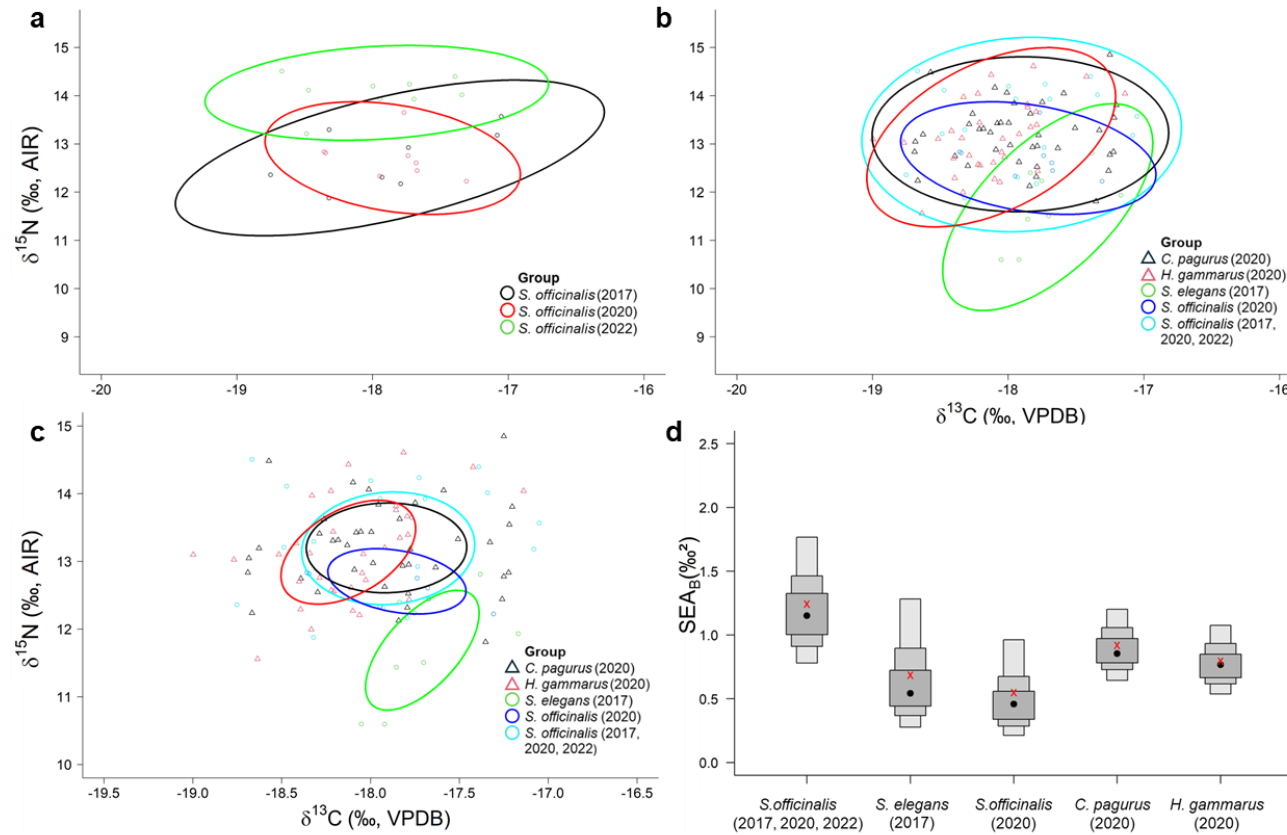 a
δ15N (‰, AIR)
15
14
13
12
11
10
9
-20
-19
-18
-17
-16
Group
S. officinalis (2017)
S. officinalis (2020)
S. officinalis (2022)
b
15
14
13
12
11
10
9
-20
-19
-18
-17
-16
δ13C (‰, VPDB)
Group
C. pagurus (2020)
H. gammarus (2020)
S. elegans (2017)
S. officinalis (2020)
S. officinalis (2017,
2020, 2022)
c
δ15N (‰, AIR)
15
14
13
12
11
10
-19.5
-19.0
-18.5
-18.0
-17.5
-17.0
-16.5
δ13C (‰, VPDB)
Group
C. pagurus (2020)
H. gammarus (2020)
S. elegans (2017)
S. officinalis (2020)
S. officinalis (2017,
2020, 2022)
d
SEAB(‰²)
2.5
2.0
1.5
1.0
0.5
0.0
x
x
x
x
x
S.officinalis
(2017, 2020, 2022)
S. elegans
(2017)
S.officinalis
(2020)
C. pagurus
(2020)
H. gammarus
(2020)